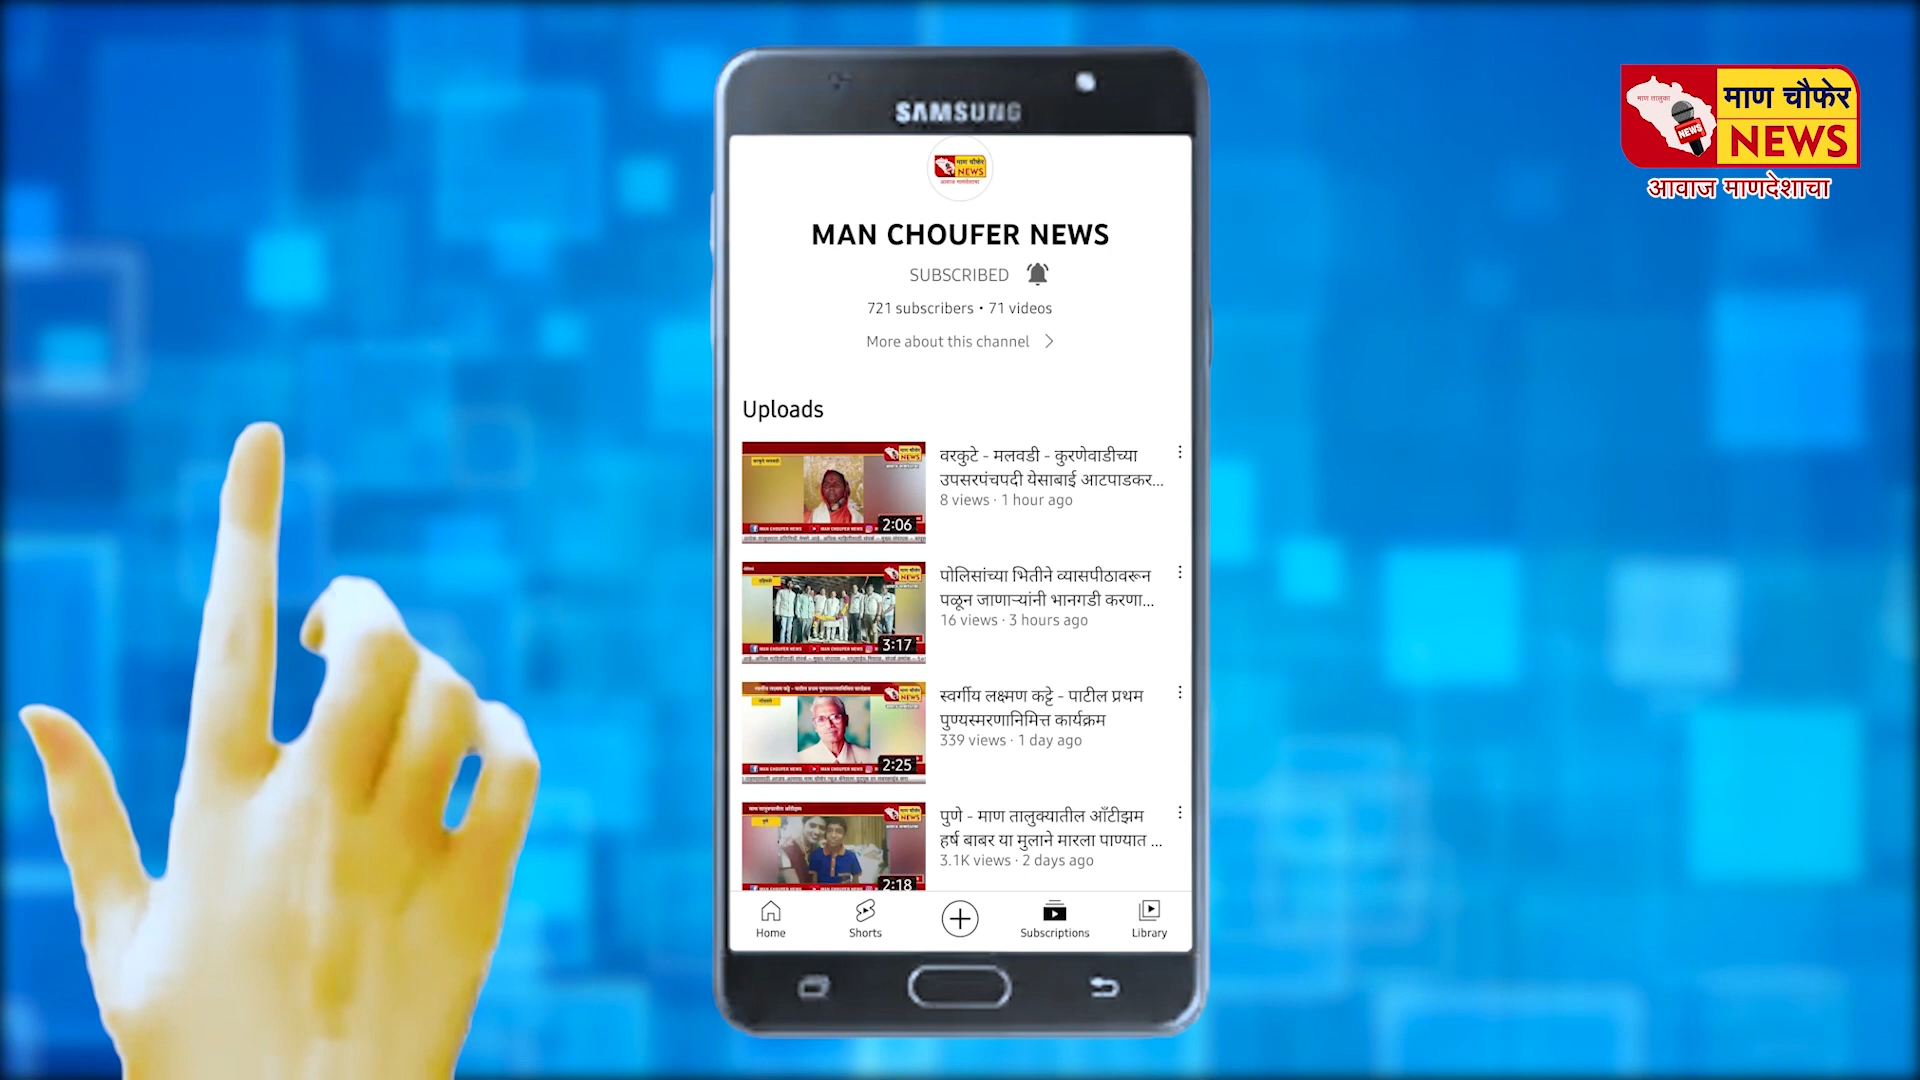 SAMSUNG
माण तालुका
NEWS
माण चौफेर
NEWS
आवाज माणदेशाचा
माण चौफेर
NEWS
MAN CHOUFER NEWS
SUBSCRIBED
721 subscribers • 71 videos
More about this channel
Uploads
वरकुटे - मलवडी - कुरणेवाडीच्या
उपसरपंचपदी येसाबाई आटपाडकर...
8 views · 1 hour ago
2:06
पोलिसांच्या भितीने व्यासपीठावरून
पळून जाणाऱ्यांनी भानगडी करणा...
16 views · 3 hours ago
3:17
स्वर्गीय लक्ष्मण कट्टे - पाटील प्रथम
पुण्यस्मरणानिमित्त कार्यक्रम
339 views · 1 day ago
2:25
पुणे - माण तालुक्यातील ऑटीझम
हर्ष बाबर या मुलाने मारला पाण्यात ...
3.1K views · 2 days ago
2:18
Home
Shorts
Subscriptions
Library